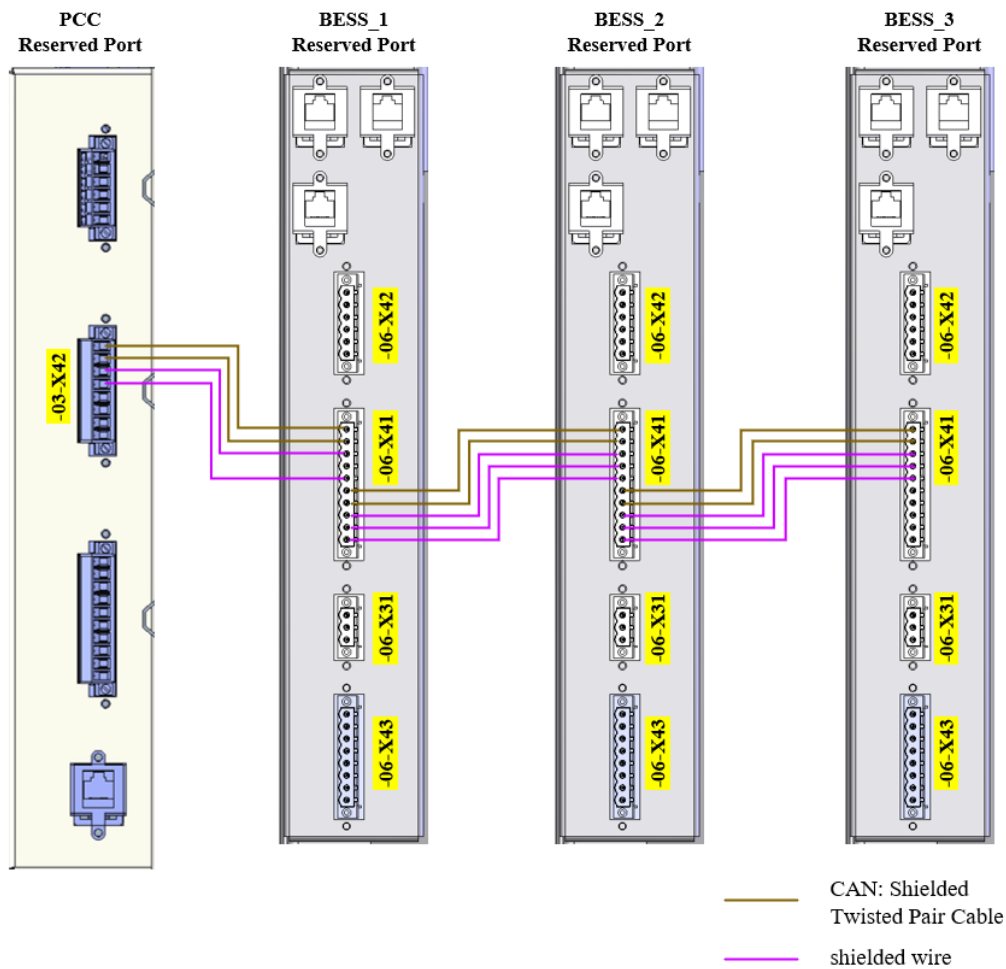 PCC
Reserved Port
BESS_1
Reserved Port
BESS_2
Reserved Port
BESS_3
Reserved Port
-03-X42
-06-X42
-06-X41
-06-X31
-06-X43
-06-X42
-06-X41
-06-X31
-06-X43
-06-X42
-06-X41
-06-X31
-06-X43
CAN: Shielded
Twisted Pair Cable
shielded wire